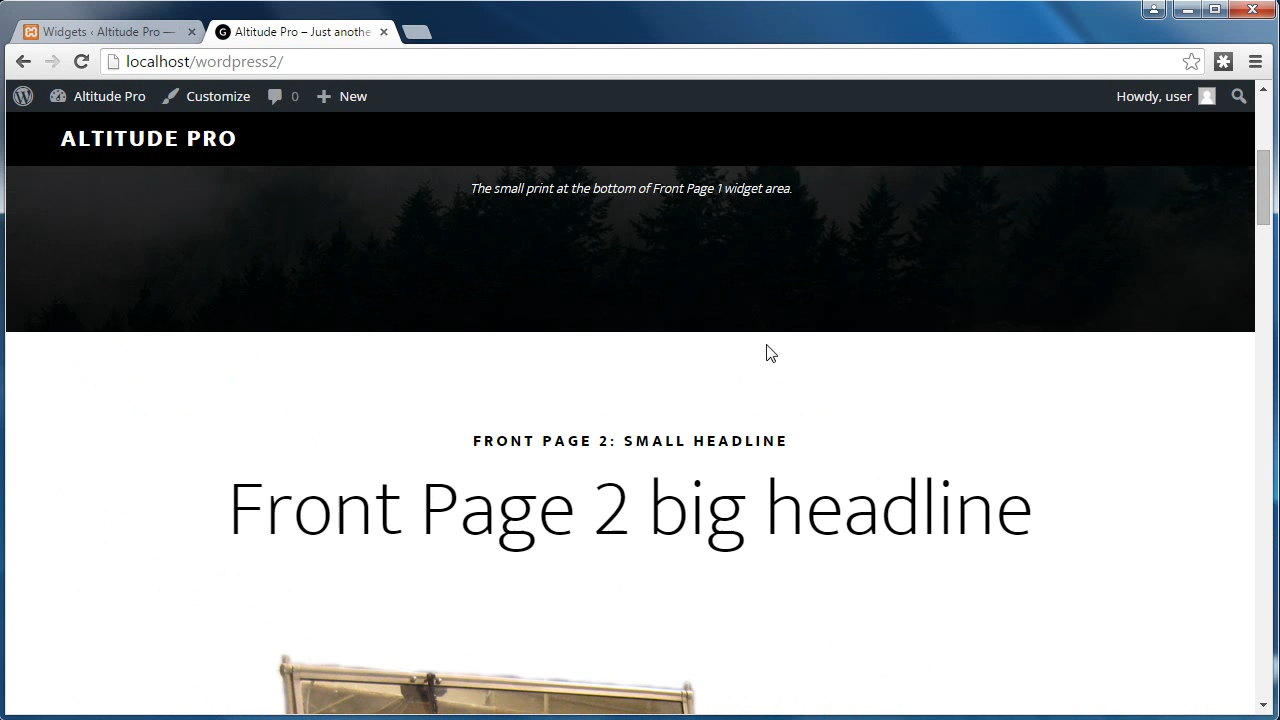 Widgets ‹ Altitude Pro —
Altitude Pro – Just anothe
localhost/wordpress2/
Altitude Pro
Customize
0
New
Howdy, user
ALTITUDE PRO
The small print at the bottom of Front Page 1 widget area.
FRONT PAGE 2: SMALL HEADLINE
Front Page 2 big headline